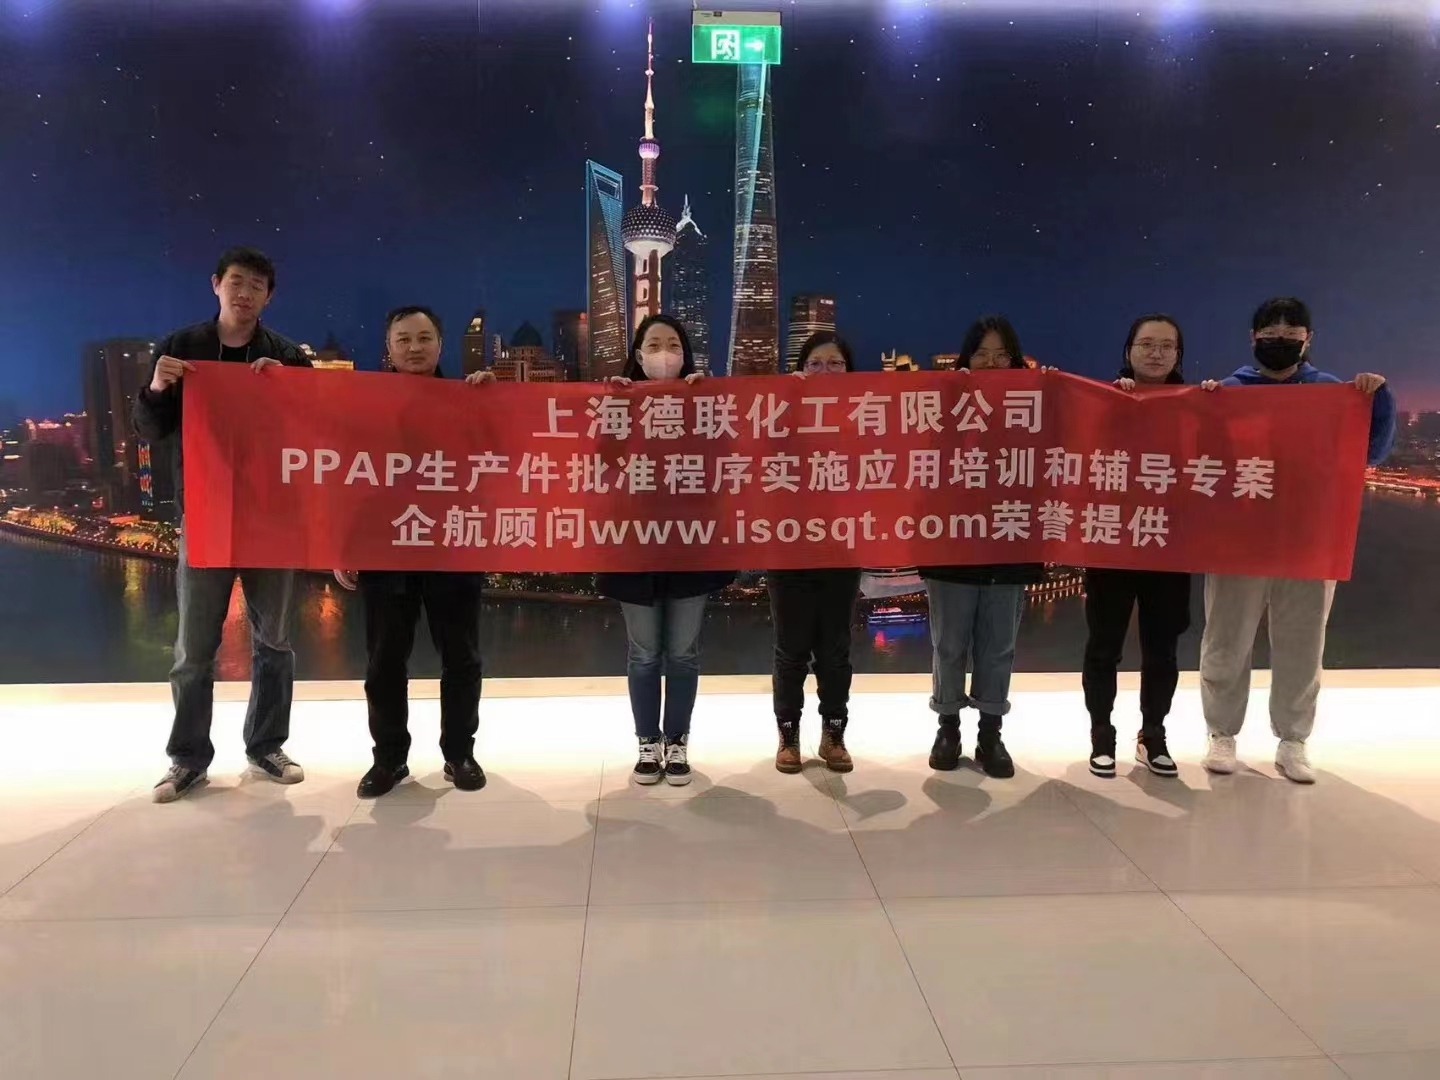 上海德联化工有限公司
PPAP生产件批准程序实施应用培训和辅导专案
企航顾问www.isosqt.com荣誉提供